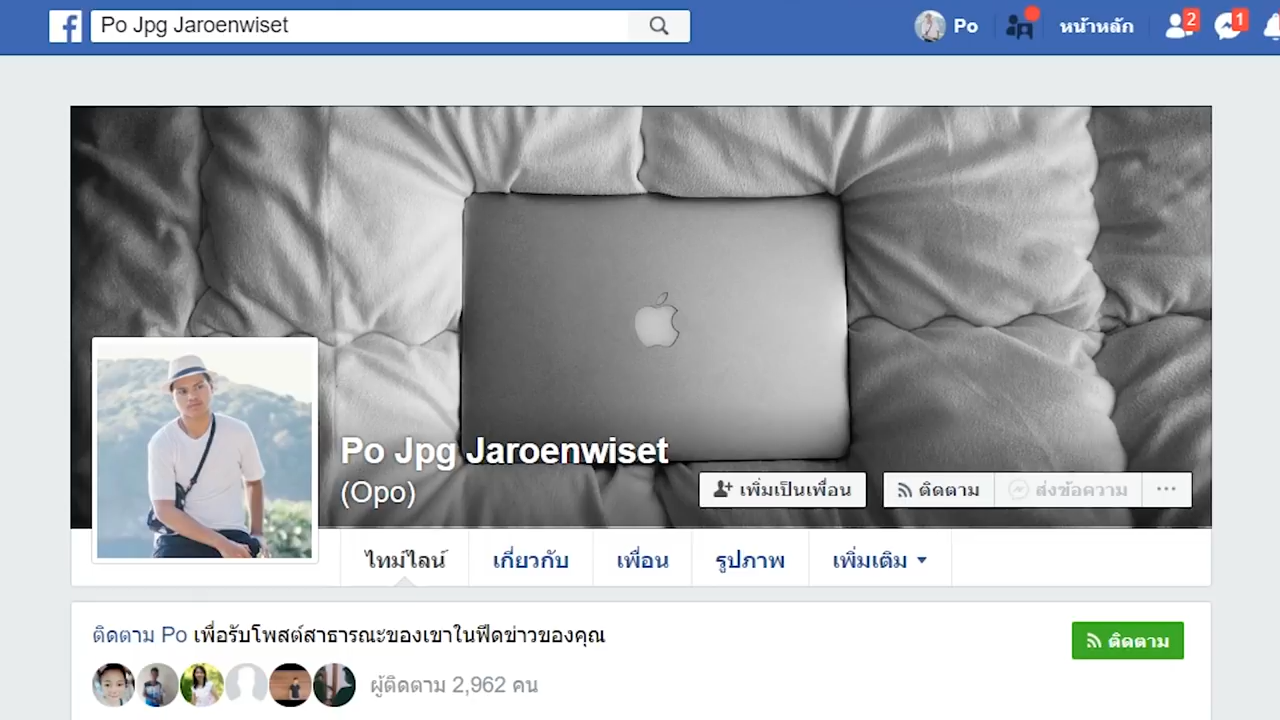 Po Jpg Jaroenwiset
Po
หน้าหลัก
2
1
Po Jpg Jaroenwiset
(Opo)
เพิ่มเป็นเพื่อน
ติดตาม
ส่งข้อความ
ไทม์ไลน์
เกี่ยวกับ
เพื่อน
รูปภาพ
เพิ่มเติม
ติดตาม Po เพื่อรับโพสต์สาธารณะของเขาในฟีดข่าวของคุณ
ติดตาม
ผู้ติดตาม 2,962 คน